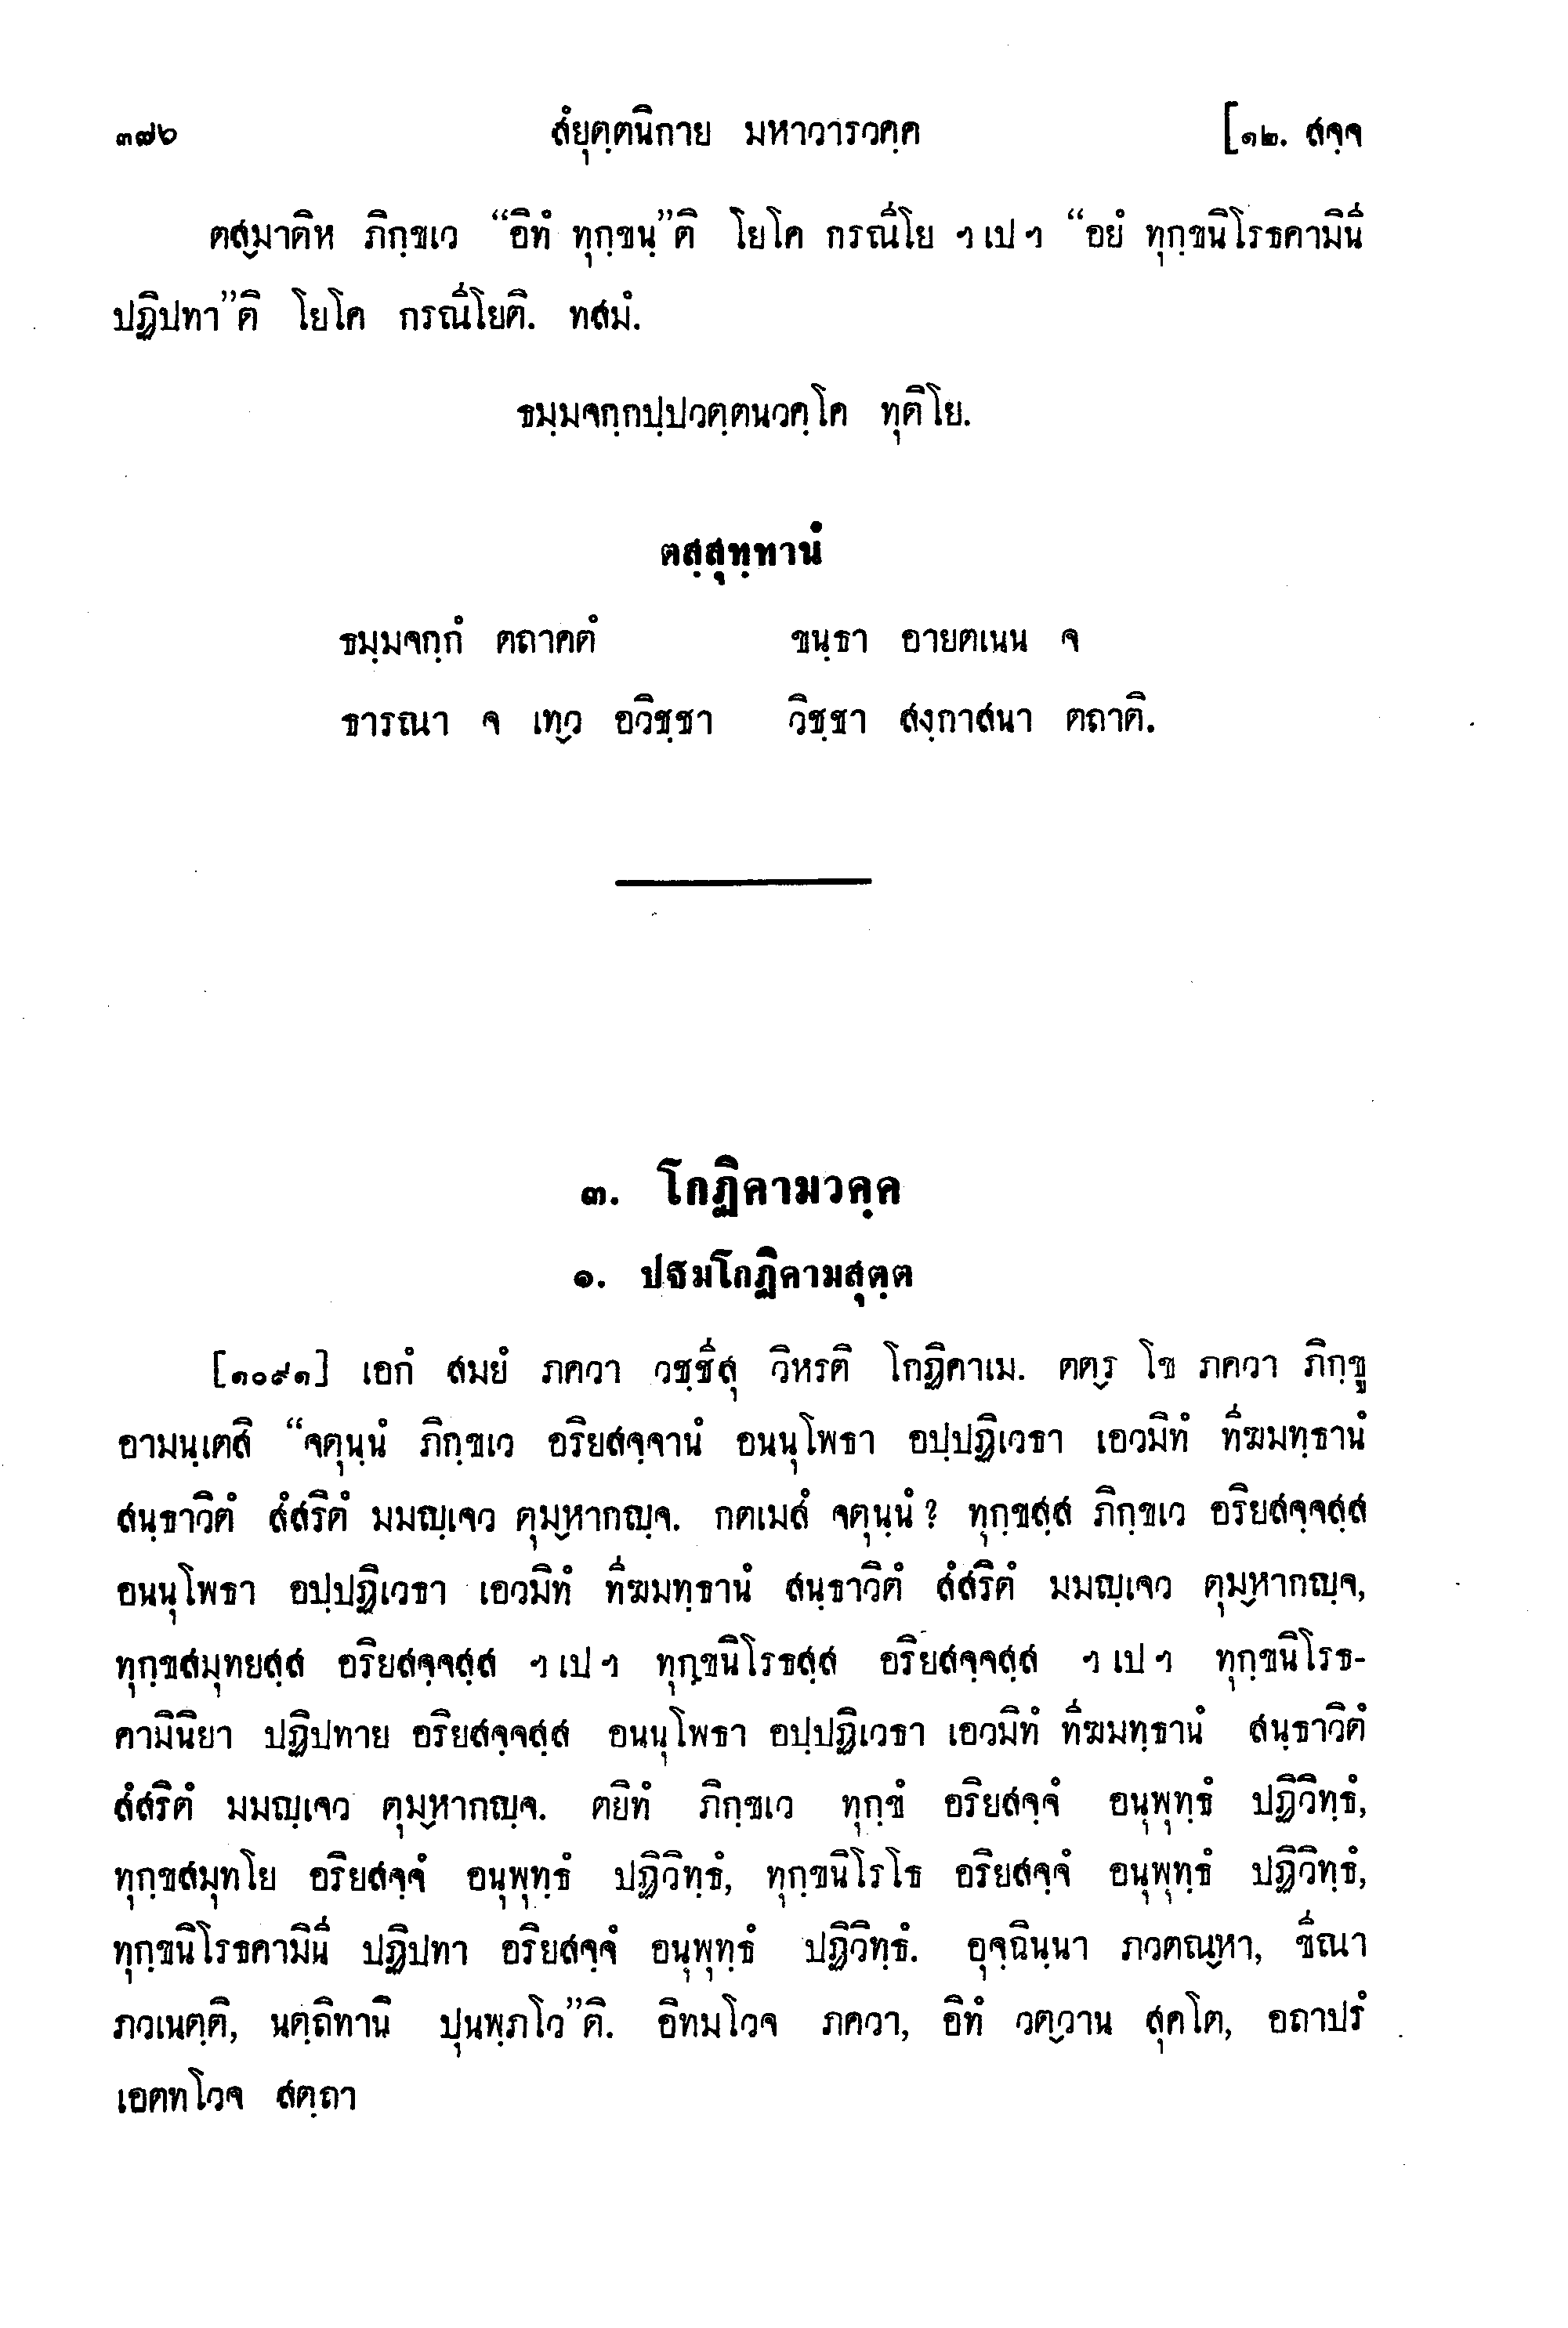 ๓๗๖ สํยุตฺตนิกาย มหาวารวคฺค [๑๒. สจฺจ
ตสฺมาติห ภิกฺขเว “อิทํ ทุกฺขนฺ”ติ โยโค กรณีโย ฯเปฯ “อยํ ทุกฺขนิโรธคามินี
ปฏิปทา”ติ โยโค กรณีโยติ. ทสมํ.
ธมฺมจกฺกปฺปวตฺตนวคฺโค ทุติโย.
ตสฺสุทฺทานํ
ธมฺมจกฺกํ ตถาคตํ ขนฺธา อายตเนน จ
ธารณา จ เทฺว อวิชฺชา วิชฺชา สงฺกาสนา ตถาติ.
๓. โกฏิคามวคฺค
๑. ปฐมโกฏิคามสุตฺต
[๑๐๙๑] เอกํ สมยํ ภควา วชฺชีสุ วิหรติ โกฏิคาเม. ตตฺร โข ภควา ภิกฺขู
อามนฺเตสิ “จตุนฺนํ ภิกฺขเว อริยสจฺจานํ อนนุโพธา อปฺปฏิเวธา เอวมิทํ ทีฆมทฺธานํ
สนฺธาวิตํ สํสริตํ มมญฺเจว ตุมฺหากญฺจ. กตเมสํ จตุนฺนํ? ทุกฺขสฺส ภิกฺขเว อริยสจฺจสฺส
อนนุโพธา อปฺปฏิเวธา เอวมิทํ ทีฆมทฺธานํ สนฺธาวิตํ สํสริตํ มมญฺเจว ตุมฺหากญฺจ,
ทุกฺขสมุทยสฺส อริยสจฺจสฺส ฯเปฯ ทุกฺขนิโรธสฺส อริยสจฺจสฺส ฯเปฯ ทุกฺขนิโรธ-
คามินิยา ปฏิปทาย อริยสจฺจสฺส อนนุโพธา อปฺปฏิเวธา เอวมิทํ ทีฆมทฺธานํ สนฺธาวิตํ
สํสริตํ มมญฺเจว ตุมฺหากญฺจ. ตยิทํ ภิกฺขเว ทุกฺขํ อริยสจฺจํ อนุพุทฺธํ ปฏิวิทฺธํ,
ทุกฺขสมุทโย อริยสจฺจํ อนุพุทฺธํ ปฏิวิทฺธํ, ทุกฺขนิโรโธ อริยสจฺจํ อนุพุทฺธํ ปฏิวิทฺธํ,
ทุกฺขนิโรธคามินี ปฏิปทา อริยสจฺจํ อนุพุทฺธํ ปฏิวิทฺธํ. อุจฺฉินฺนา ภวตณฺหา, ขีณา
ภวเนตฺติ, นตฺถิทานิ ปุนพฺภโว”ติ. อิทมโวจ ภควา, อิทํ วตฺวาน สุคโต, อถาปรํ
เอตทโวจ สตฺถา